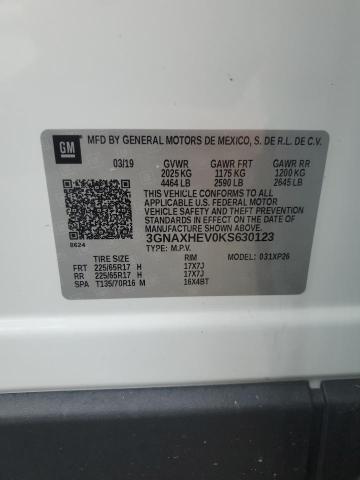 GM
MFD BY GENERAL MOTORS DE MEXICO, S. DE R.L. DE C.V.
03/19 GVWR GAWR FRT GAWR RR
2025 KG 1175 KG 1200 KG
4464 LB 2590 LB 2645 LB
THIS VEHICLE CONFORMS TO ALL
APPLICABLE U.S. FEDERAL MOTOR
VEHICLE SAFETY, BUMPER, AND THEFT PREVENTION
STANDARDS IN EFFECT ON THE DATE OF MANUFACTURE SHOWN ABOVE.
3GNAXHEV0KS630123
8624 TYPE: M.P.V. MODEL: 031XP26
TIRE SIZE RIM
FRT 225/65R17 H 17X7J
RR 225/65R17 H 17X7J
SPA T135/70R16 M 16X4BT